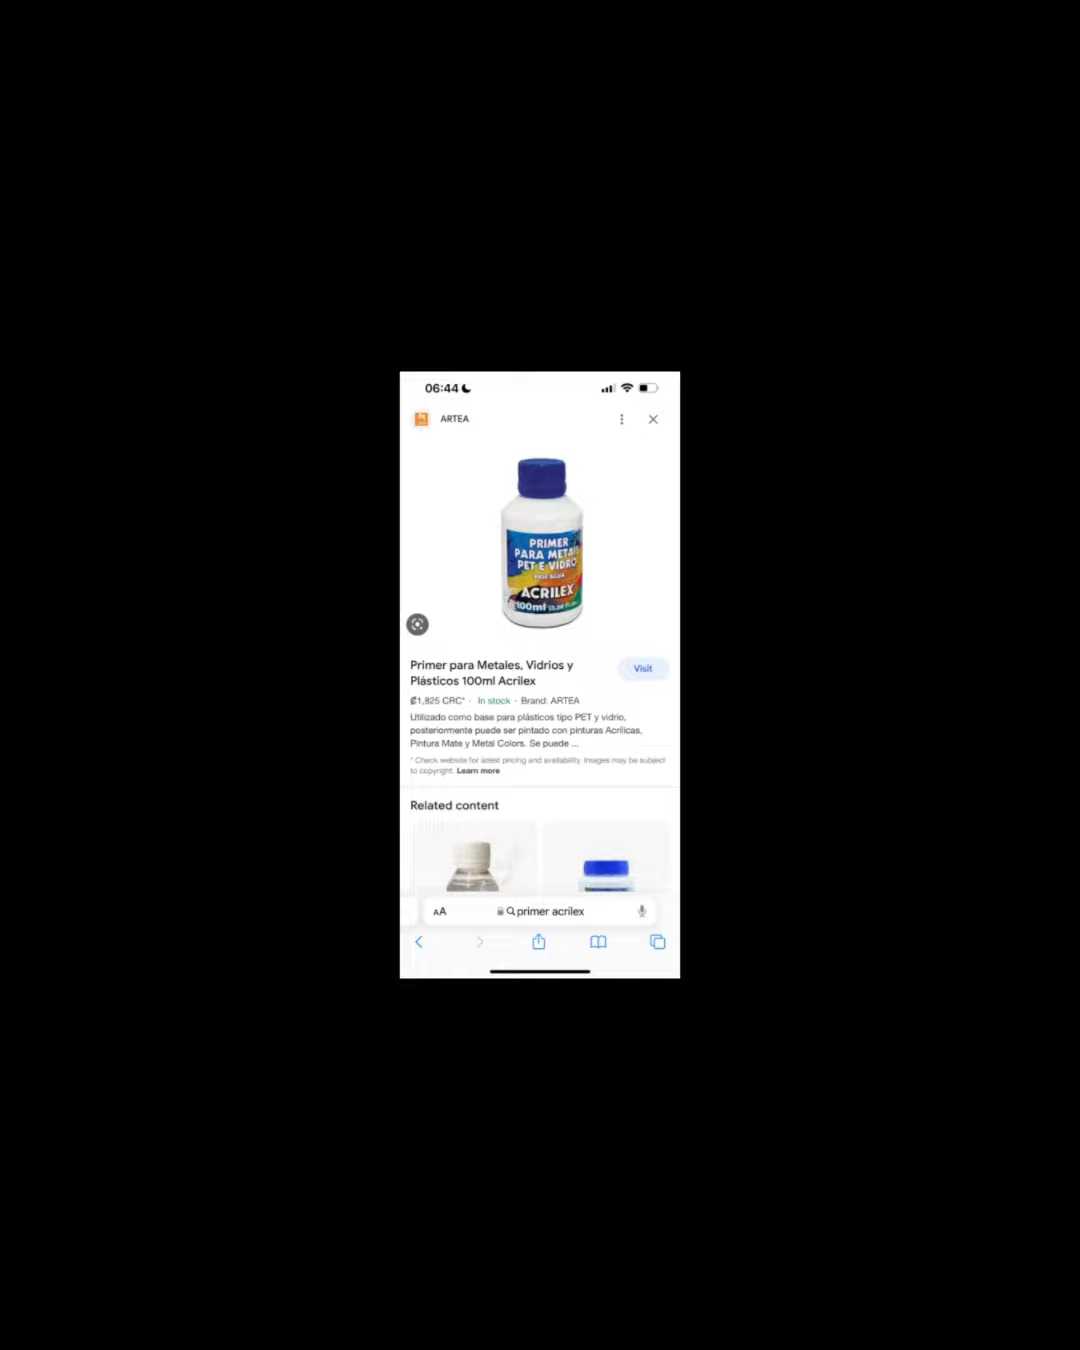 06:44
ARTEA
PRIMER
PARA METAIS
PET E VIDRO
BASE ÁGUA
ACRILEX
100ml
Primer para Metales, Vidrios y
Plásticos 100ml Acrilex
Visit
₡1,825 CRC* · In stock · Brand: ARTEA
Utilizado como base para plásticos tipo PET y vidrio,
posteriormente puede ser pintado con pinturas Acrílicas,
Pintura Mate y Metal Colors. Se puede ...
* Check website for latest pricing and availability. Images may be subject
to copyright. Learn more
Related content
AA
primer acrilex